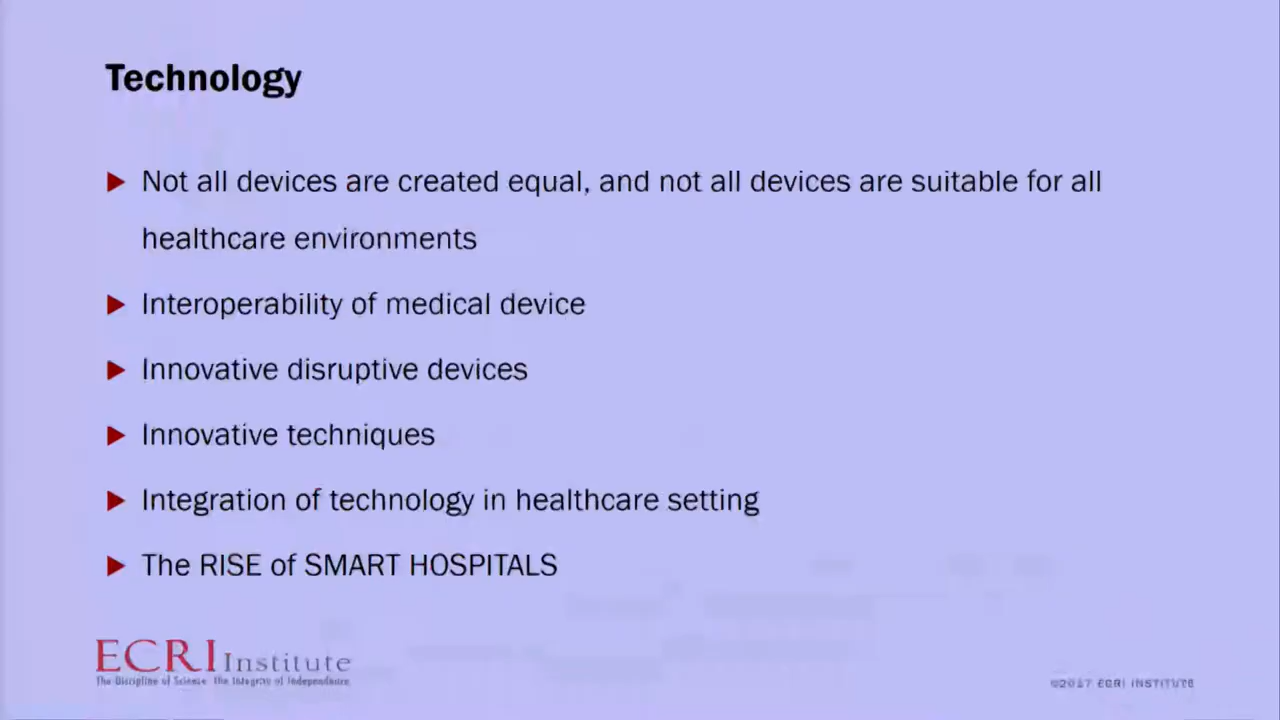 Technology
▶ Not all devices are created equal, and not all devices are suitable for all
healthcare environments
▶ Interoperability of medical device
▶ Innovative disruptive devices
▶ Innovative techniques
▶ Integration of technology in healthcare setting
▶ The RISE of SMART HOSPITALS
ECRI Institute
The Discipline of Science. The Integrity of Independence.
©2017 ECRI INSTITUTE